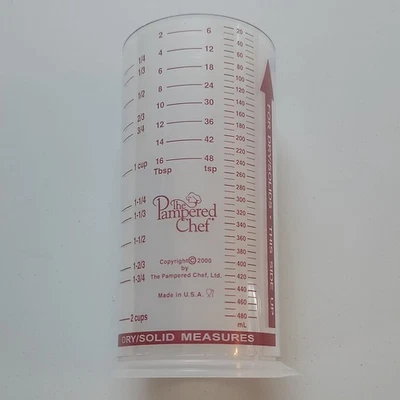 2 6 20
4 12 40
1/4 60
1/3 6 18 80
8 24 100
1/2 120
10 30 140
2/3 12 36 160
3/4 180
14 42 200
220
1 cup 16 48 240
Tbsp tsp 260
280
1-1/4 The 300
1-1/3 Pampered 320
Chef 340
1-1/2 360
Copyright©2000 380
1-2/3 by 400
1-3/4 The Pampered Chef, Ltd. 420
440
Made in U.S.A. 460
2 cups 480
mL
FOR DRY/SOLIDS • THIS SIDE UP
DRY/SOLID MEASURES